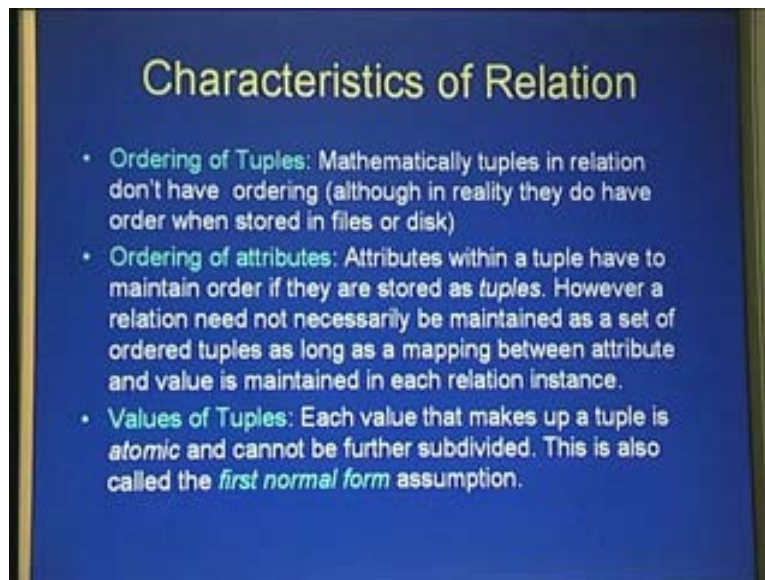 Characteristics of Relation
• Ordering of Tuples: Mathematically tuples in relation
don't have ordering (although in reality they do have
order when stored in files or disk)
• Ordering of attributes: Attributes within a tuple have to
maintain order if they are stored as tuples. However a
relation need not necessarily be maintained as a set of
ordered tuples as long as a mapping between attribute
and value is maintained in each relation instance.
• Values of Tuples: Each value that makes up a tuple is
atomic and cannot be further subdivided. This is also
called the first normal form assumption.